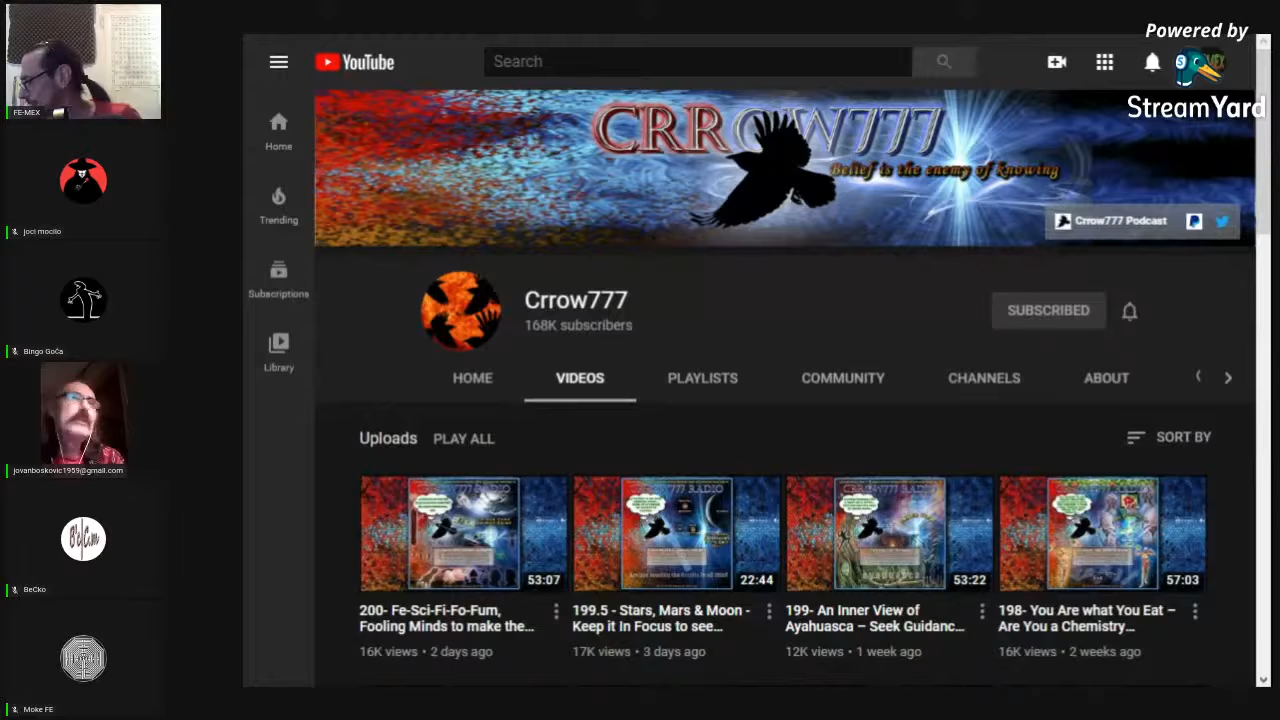 Powered by
StreamYard
FE-MEX
joci mocilo
Bingo Goča
jovanboskovic1959@gmail.com
BeCko
Moke FE
YouTube
Search
Home
Trending
Subscriptions
Library
CRROW777
Belief is the enemy of knowing
Crrow777 Podcast
Crrow777
168K subscribers
SUBSCRIBED
HOME
VIDEOS
PLAYLISTS
COMMUNITY
CHANNELS
ABOUT
Uploads
PLAY ALL
SORT BY
53:07
22:44
53:22
57:03
200- Fe-Sci-Fi-Fo-Fum,
Fooling Minds to make the...
16K views • 2 days ago
199.5 - Stars, Mars & Moon -
Keep it In Focus to see...
17K views • 3 days ago
199- An Inner View of
Ayahuasca – Seek Guidanc...
12K views • 1 week ago
198- You Are what You Eat –
Are You a Chemistry...
16K views • 2 weeks ago